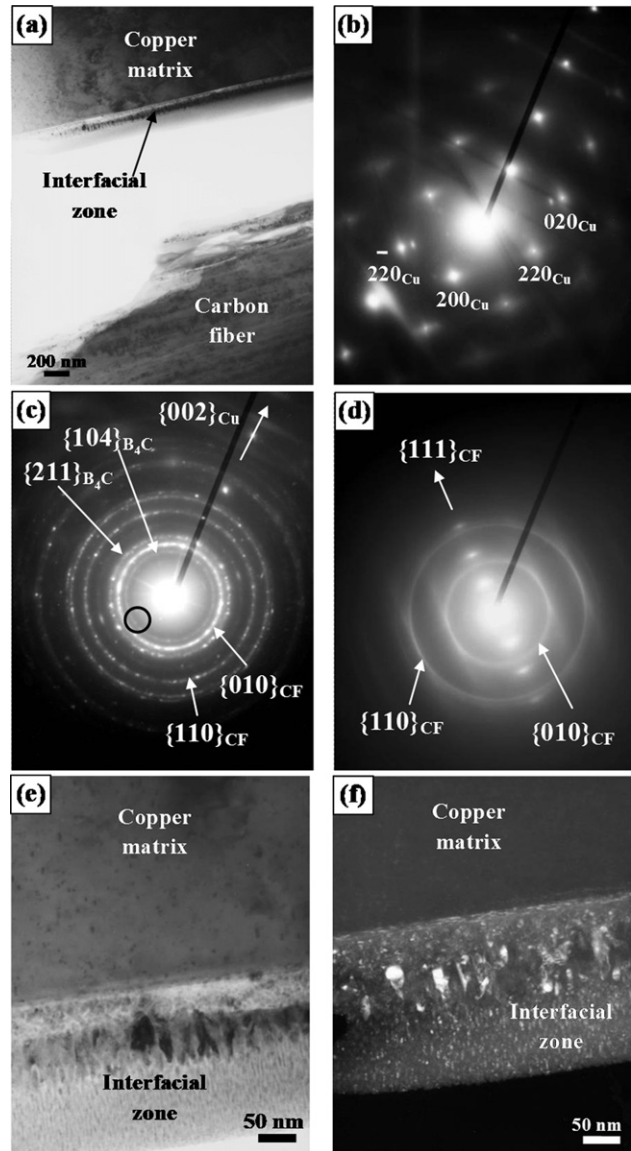 (a)
Copper
matrix
Interfacial
zone
Carbon
fiber
200 nm
(b)
020Cu
2̅20Cu
200Cu
220Cu
(c)
{002}Cu
{104}B4C
{211}B4C
{010}CF
{110}CF
(d)
{111}CF
{110}CF
{010}CF
(e)
Copper
matrix
Interfacial
zone
50 nm
(f)
Copper
matrix
Interfacial
zone
50 nm